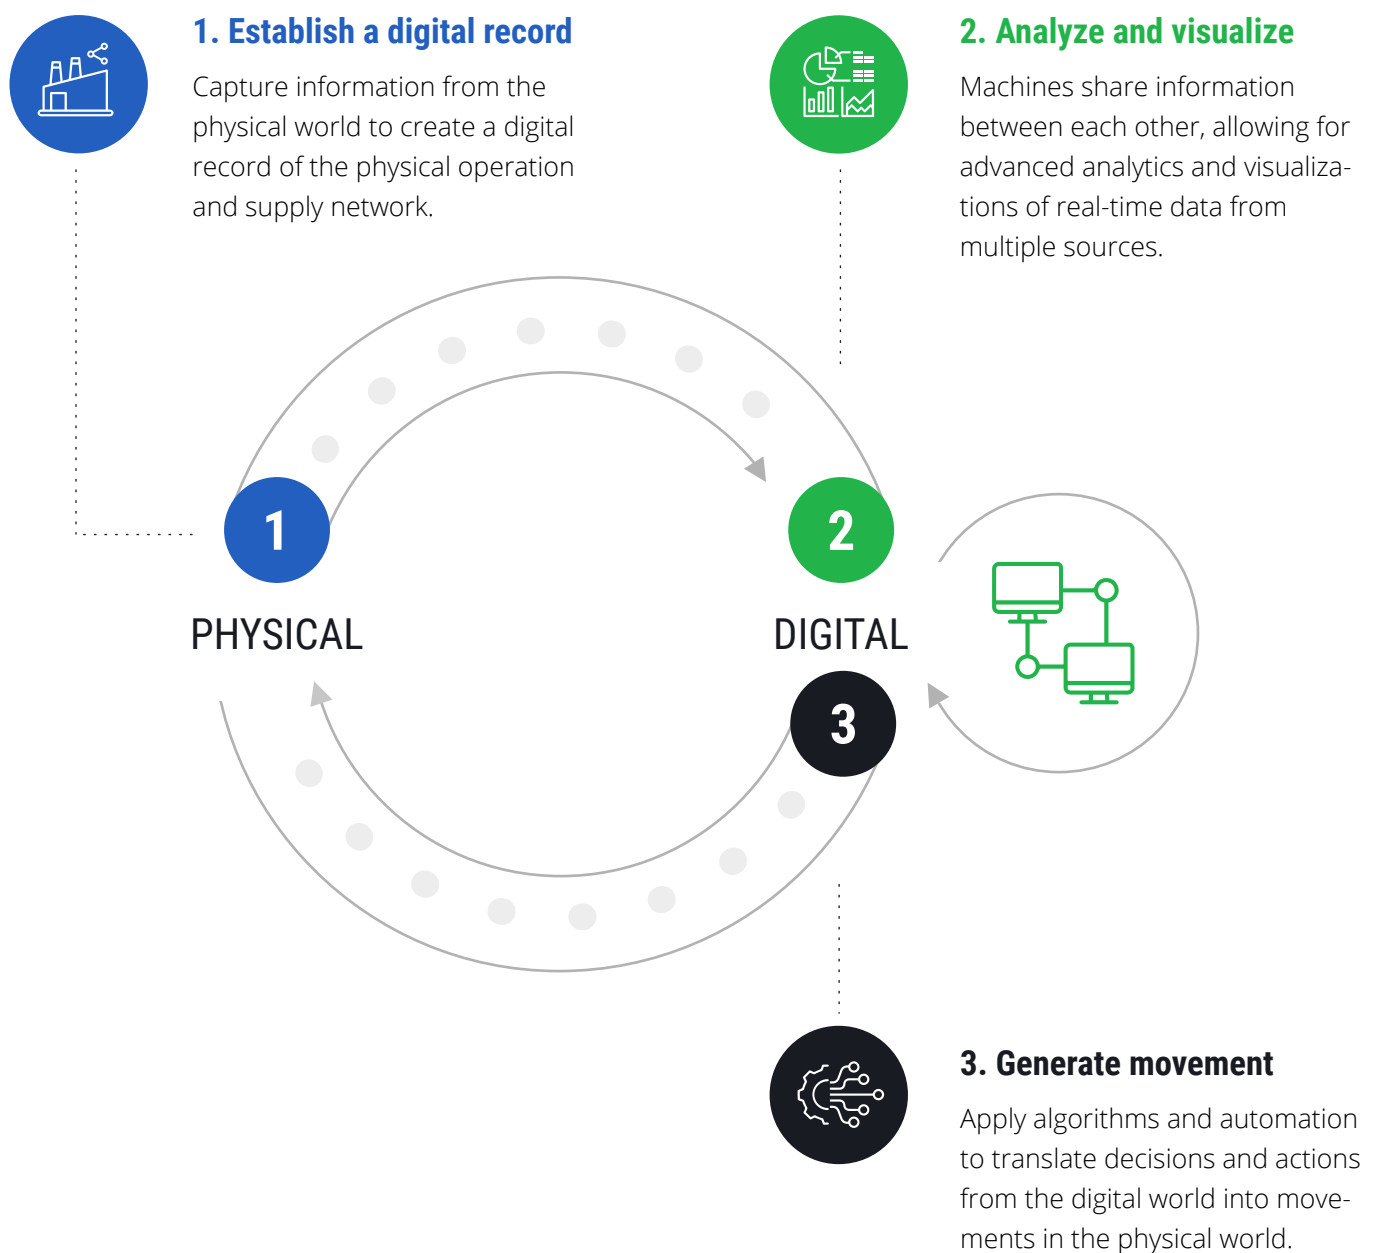 1. Establish a digital record
Capture information from the
physical world to create a digital
record of the physical operation
and supply network.
2. Analyze and visualize
Machines share information
between each other, allowing for
advanced analytics and visualiza-
tions of real-time data from
multiple sources.
1
2
PHYSICAL
DIGITAL
3
3. Generate movement
Apply algorithms and automation
to translate decisions and actions
from the digital world into move-
ments in the physical world.